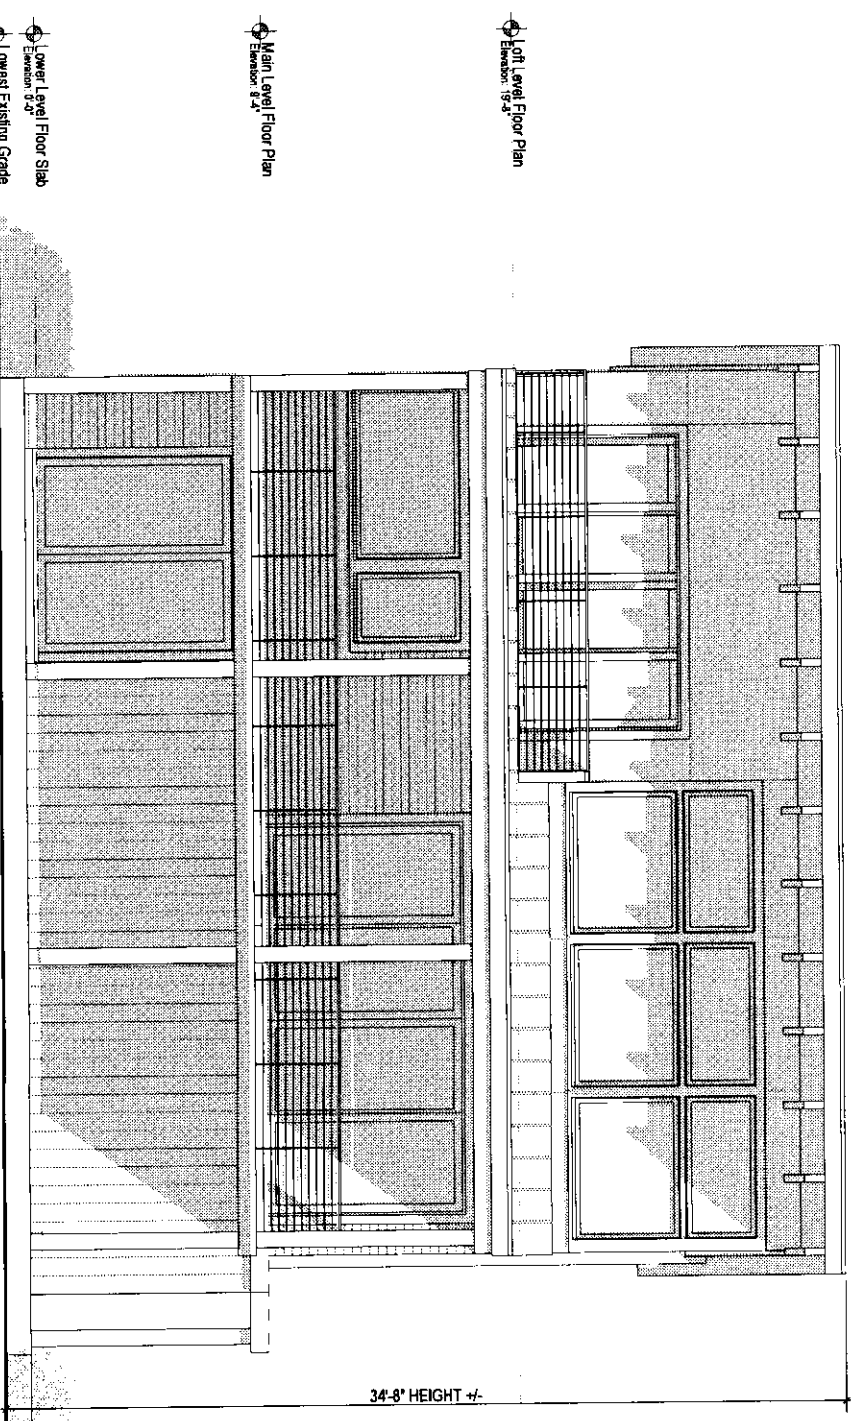 Loft Level Floor Plan
Elevation: 19'-8"
Main Level Floor Plan
Elevation: 9'-4"
Lower Level Floor Slab
Elevation: 0'-0"
Lowest Existing Grade
34'-8" HEIGHT +/-